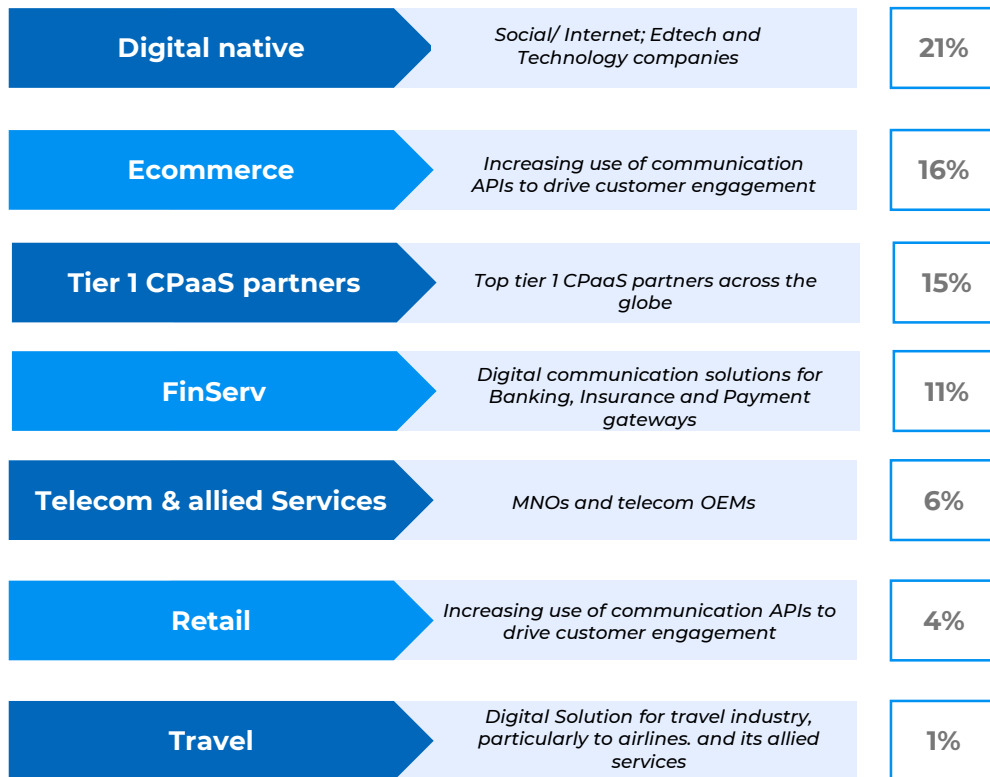 Digital native
Social/ Internet; Edtech and
Technology companies
21%
Ecommerce
Increasing use of communication
APIs to drive customer engagement
16%
Tier 1 CPaaS partners
Top tier 1 CPaaS partners across the
globe
15%
FinServ
Digital communication solutions for
Banking, Insurance and Payment
gateways
11%
Telecom & allied Services
MNOs and telecom OEMs
6%
Retail
Increasing use of communication APIs to
drive customer engagement
4%
Travel
Digital Solution for travel industry,
particularly to airlines. and its allied
services
1%